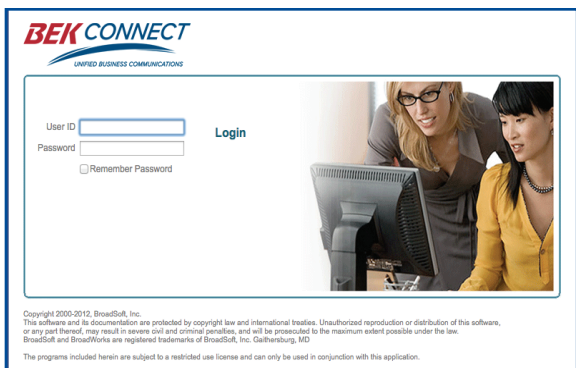 BEK CONNECT
UNIFIED BUSINESS COMMUNICATIONS
User ID
Login
Password
Remember Password
Copyright 2000-2012, BroadSoft, Inc.
This software and its documentation are protected by copyright law and international treaties. Unauthorized reproduction or distribution of this software,
or any part thereof, may result in severe civil and criminal penalties, and will be prosecuted to the maximum extent possible under the law.
BroadSoft and BroadWorks are registered trademarks of BroadSoft, Inc. Gaithersburg, MD
The programs included herein are subject to a restricted use license and can only be used in conjunction with this application.